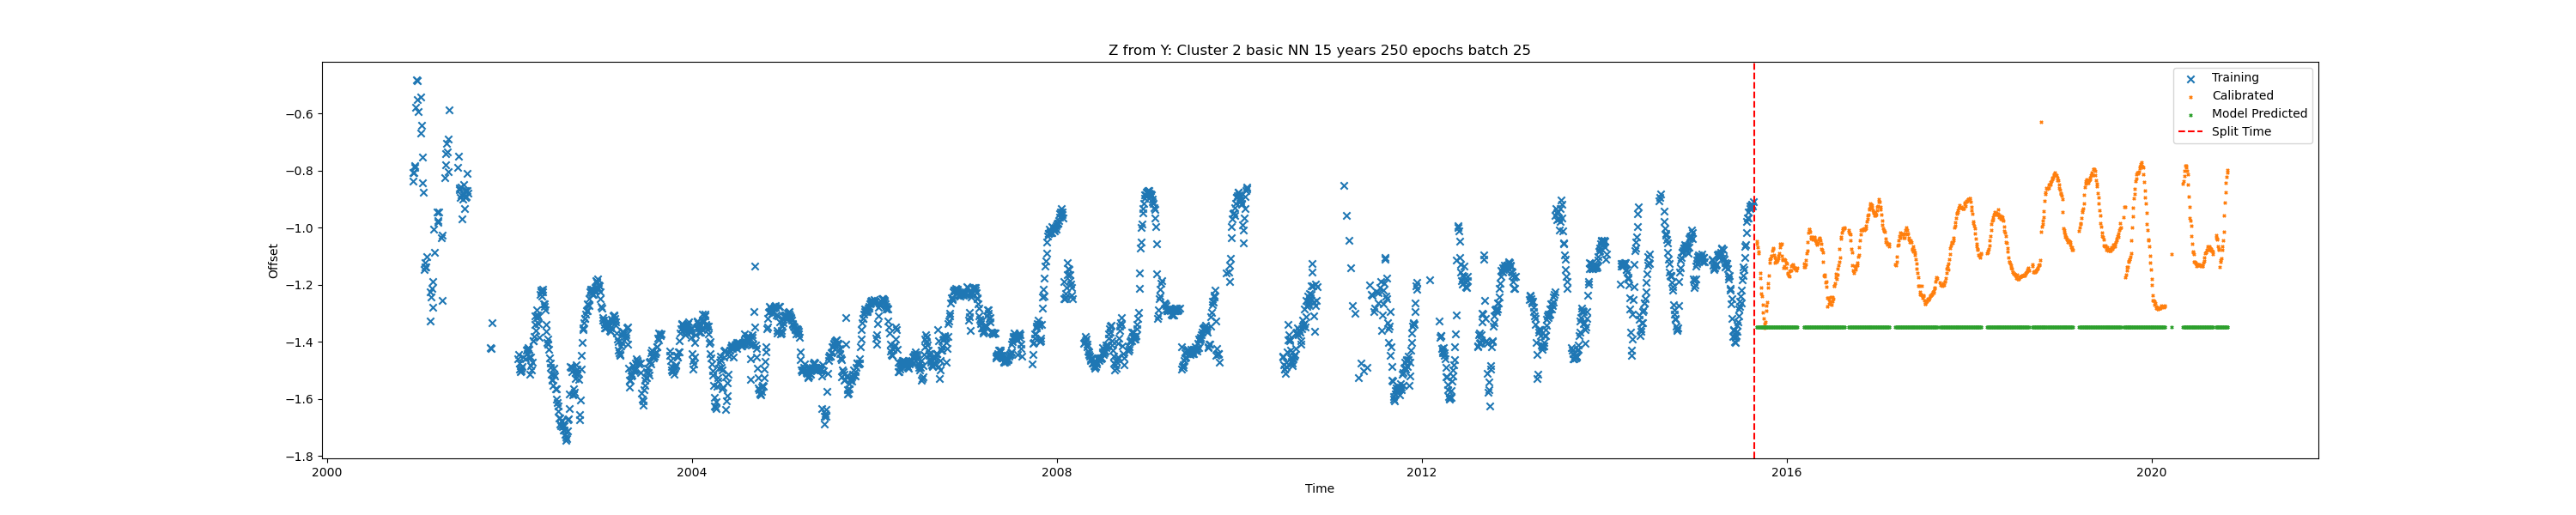 Z from Y: Cluster 2 basic NN 15 years 250 epochs batch 25
Training
Calibrated
Model Predicted
Split Time
Offset
−0.6
−0.8
−1.0
−1.2
−1.4
−1.6
−1.8
2000
2004
2008
2012
2016
2020
Time